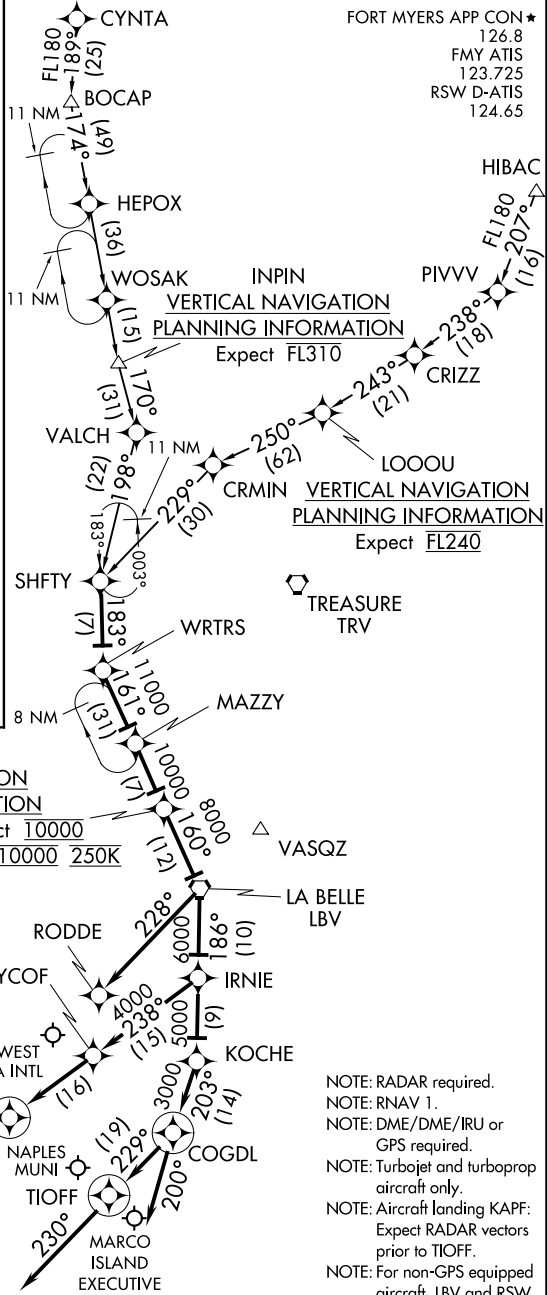 CYNTA
FL180
189°
(25)
BOCAP
11 NM
174°
(49)
HEPOX
(36)
11 NM
WOSAK
(15)
FORT MYERS APP CON
126.8
FMY ATIS
123.725
RSW D-ATIS
124.65
HIBAC
FL180
207°
(16)
PIVVV
238°
(18)
CRIZZ
243°
(21)
INPIN
VERTICAL NAVIGATION
PLANNING INFORMATION
Expect FL310
170°
(31)
VALCH
250°
(62)
LOOOU
VERTICAL NAVIGATION
PLANNING INFORMATION
Expect FL240
CRMIN
11 NM
198°
(22)
229°
(30)
183°
003°
SHFTY
TREASURE
TRV
183°
(7)
WRTRS
11000
161°
(31)
8 NM
MAZZY
10000
(7)
ON
TION
ct 10000
10000 250K
8000
160°
(12)
VASQZ
LA BELLE
LBV
228°
6000
186°
(10)
RODDE
YCOF
IRNIE
4000
238°
(15)
5000
(9)
WEST
A INTL
(16)
KOCHE
3000
203°
(14)
COGDL
NAPLES
MUNI
(19)
229°
TIOFF
200°
230°
MARCO
ISLAND
EXECUTIVE
NOTE: RADAR required.
NOTE: RNAV 1.
NOTE: DME/DME/IRU or
GPS required.
NOTE: Turbojet and turboprop
aircraft only.
NOTE: Aircraft landing KAPF:
Expect RADAR vectors
prior to TIOFF.
NOTE: For non-GPS equipped
aircraft, LBV and RSW